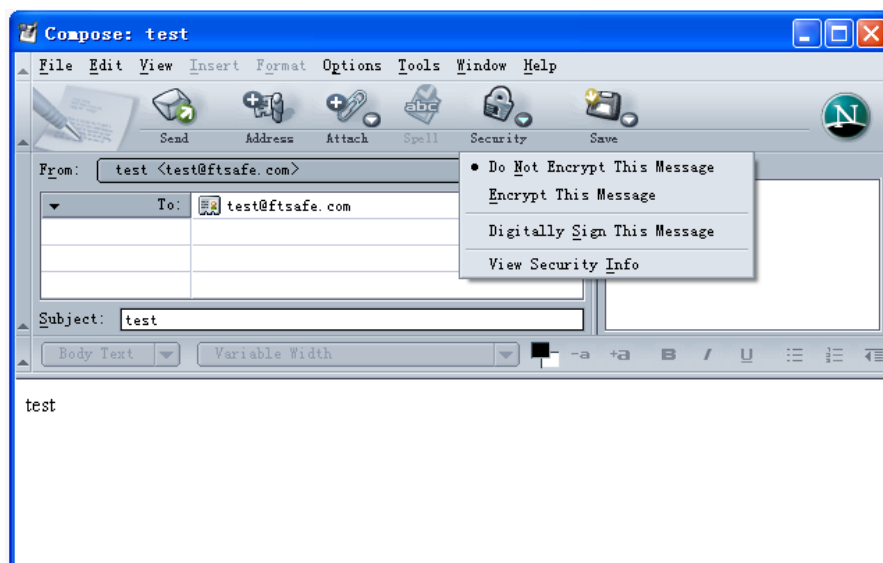 Compose: test
File Edit View Insert Format Options Tools Window Help
Send Address Attach Spell Security Save
From: test <test@ftsafe.com>
Do Not Encrypt This Message
Encrypt This Message
Digitally Sign This Message
View Security Info
To: test@ftsafe.com
Subject: test
Body Text Variable Width -a +a B I U
test